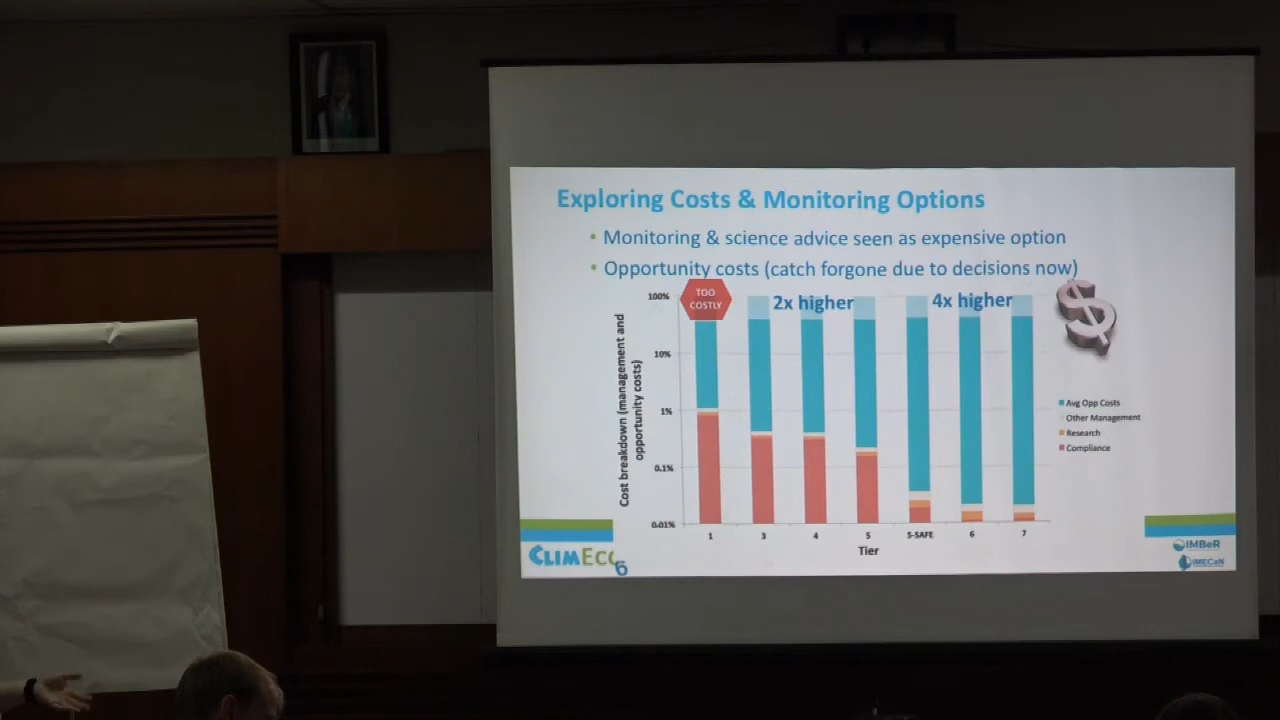 Exploring Costs & Monitoring Options
• Monitoring & science advice seen as expensive option
• Opportunity costs (catch forgone due to decisions now)
TOO
COSTLY
2x higher
4x higher
100%
10%
1%
0.1%
0.01%
Cost breakdown (management and
opportunity costs)
1 3 4 5 5-SAFE 6 7
Tier
Avg Opp Costs
Other Management
Research
Compliance
$
CLIMECO
6
IMBeR
IMECaN